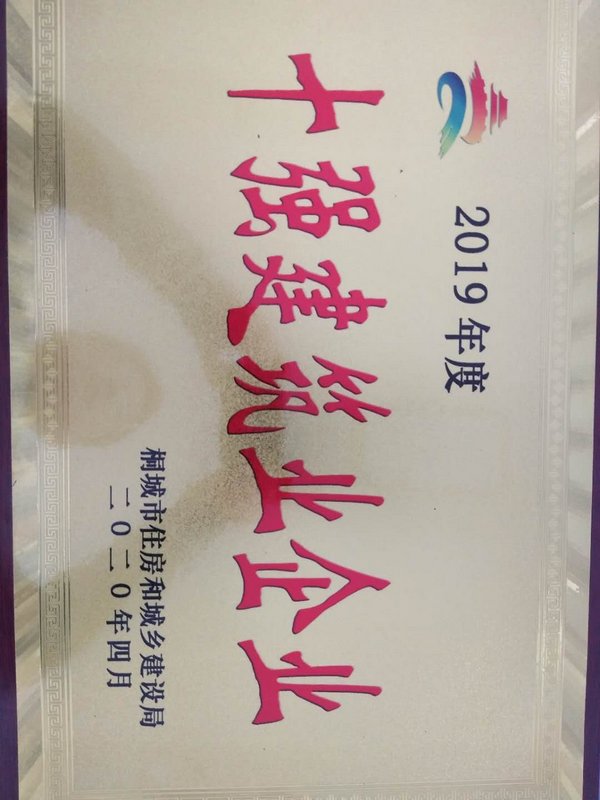 2019年度
十强建筑业企业
桐城市住房和城乡建设局
二〇二〇年四月